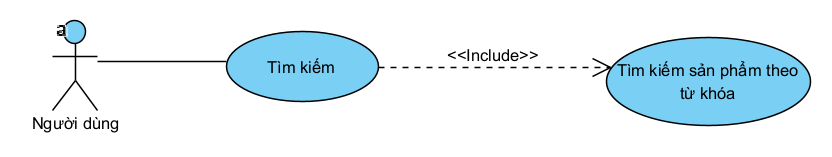 a
<<Include>>
Tìm kiếm
Tìm kiếm sản phẩm theo
từ khóa
Người dùng